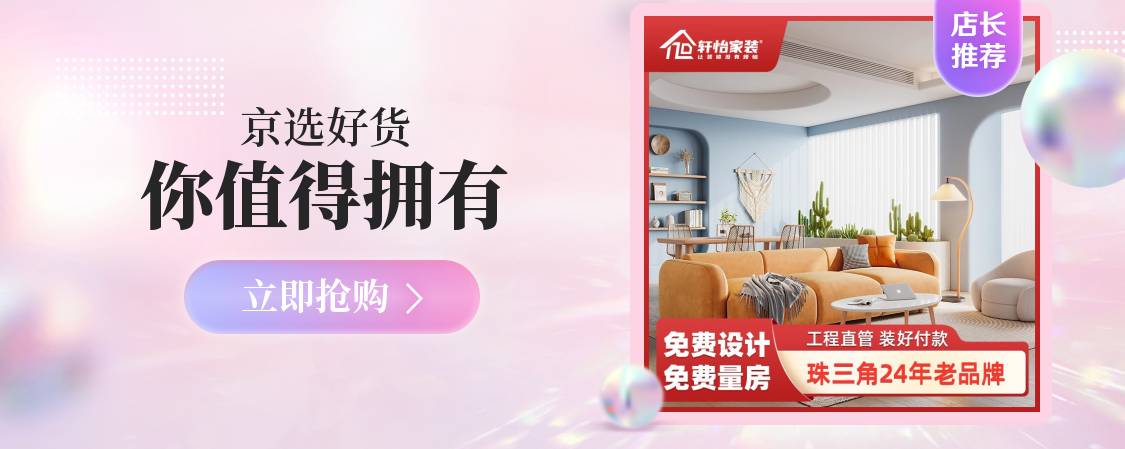 京选好货
你值得拥有
立即抢购
店长
推荐
轩怡家装
免费设计
免费量房
工程直管 装好付款
珠三角24年老品牌